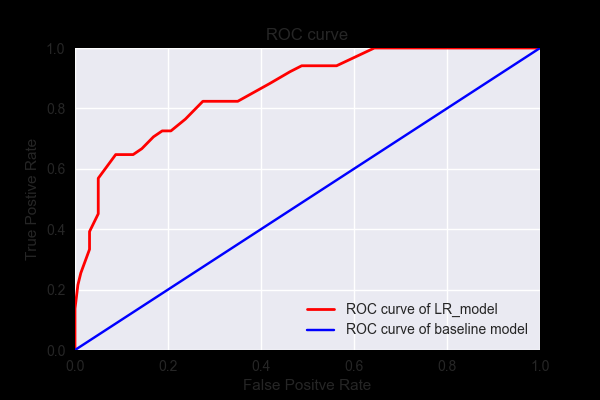 ROC curve
1.0
0.8
0.6
0.4
0.2
0.0
True Postive Rate
ROC curve of LR_model
ROC curve of baseline model
0.0 0.2 0.4 0.6 0.8 1.0
False Positve Rate